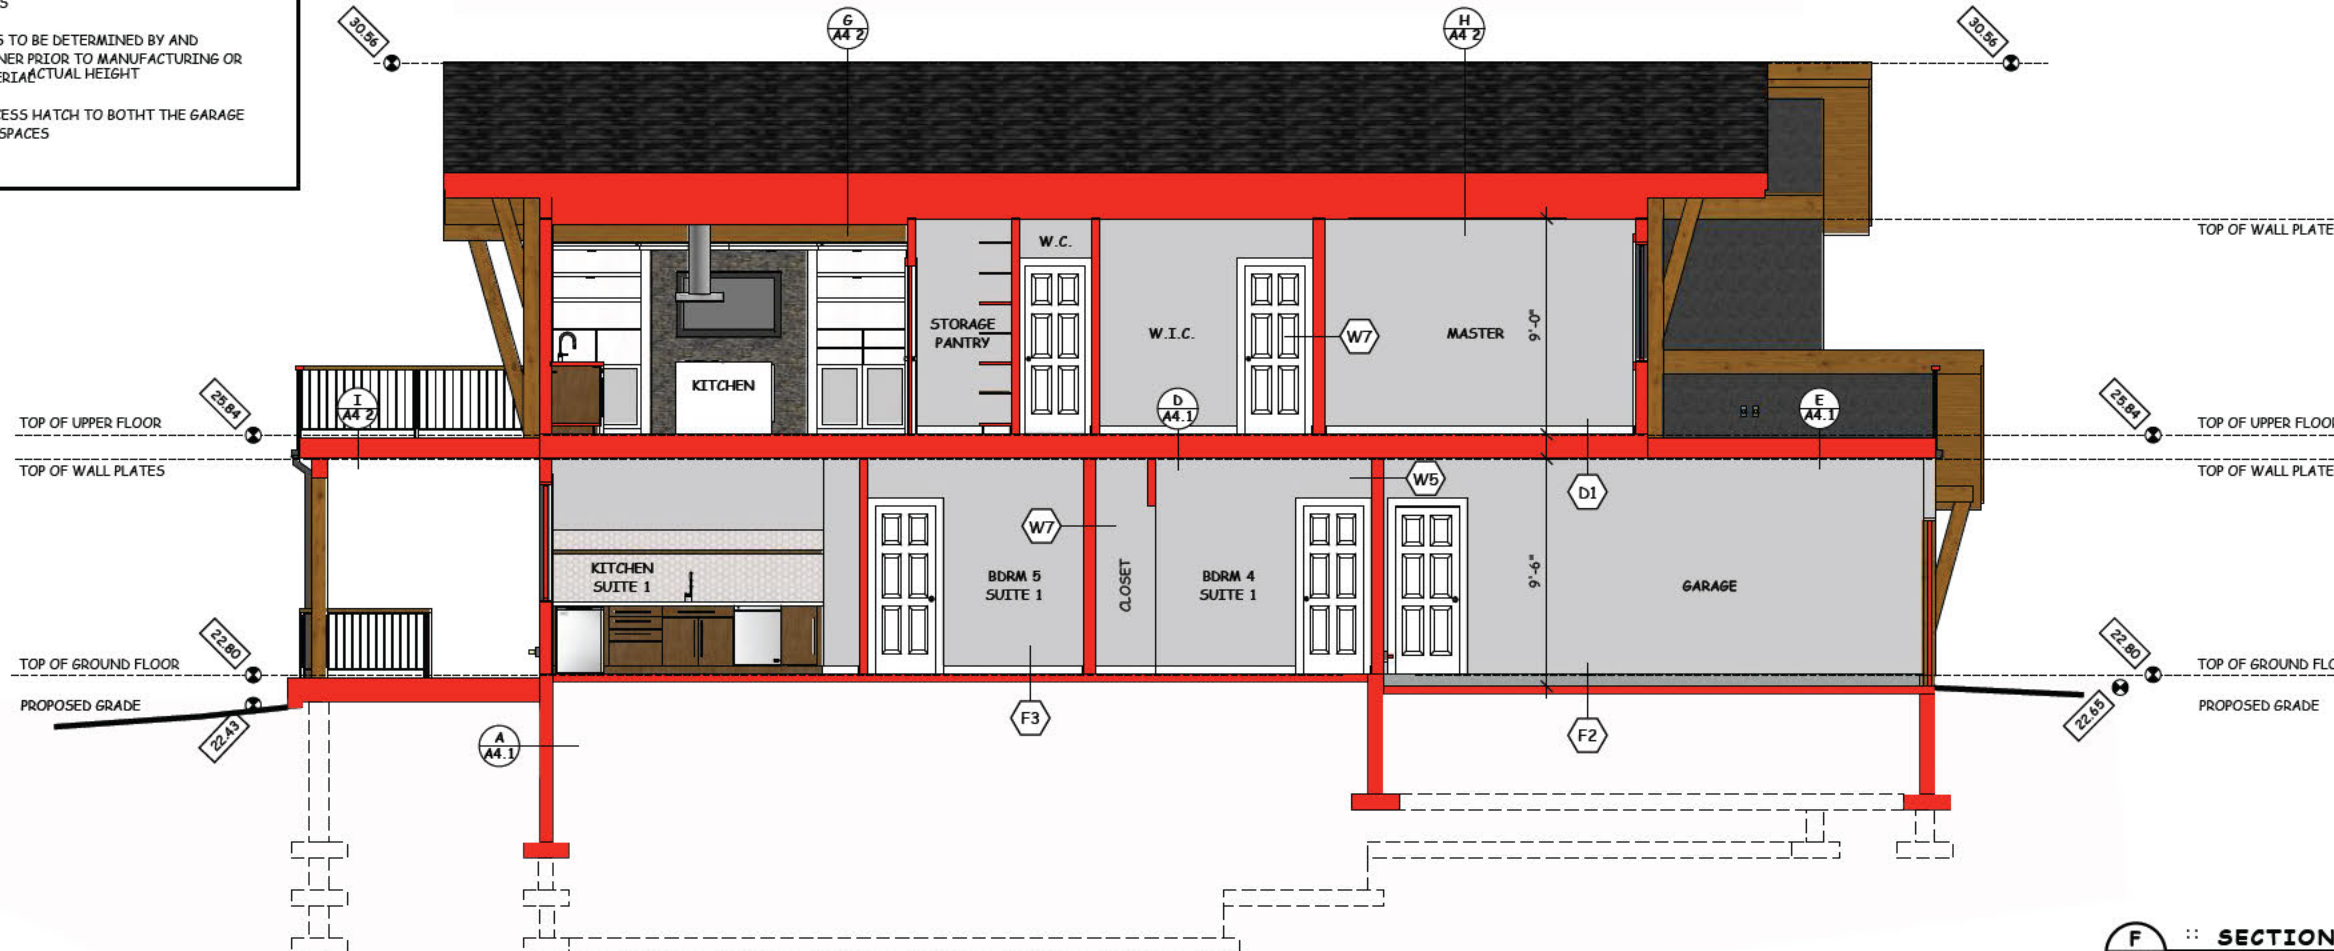 S TO BE DETERMINED BY AND
NER PRIOR TO MANUFACTURING OR
ERIAL ACTUAL HEIGHT
CESS HATCH TO BOTHT THE GARAGE
SPACES
30.56
G
A4 2
H
A4 2
30.56
TOP OF WALL PLATE
W.C.
STORAGE
PANTRY
W.I.C.
W7
MASTER
9'-0"
KITCHEN
25.84
I
A4 2
D
A4.1
E
A4.1
25.84
TOP OF UPPER FLOOR
TOP OF UPPER FLOOR
TOP OF WALL PLATES
TOP OF WALL PLATE
W5
D1
W7
KITCHEN
SUITE 1
BDRM 5
SUITE 1
CLOSET
BDRM 4
SUITE 1
9'-6"
GARAGE
22.80
22.80
TOP OF GROUND FLOOR
TOP OF GROUND FLO
PROPOSED GRADE
22.43
22.65
PROPOSED GRADE
A
A4.1
F3
F2
F
:: SECTION